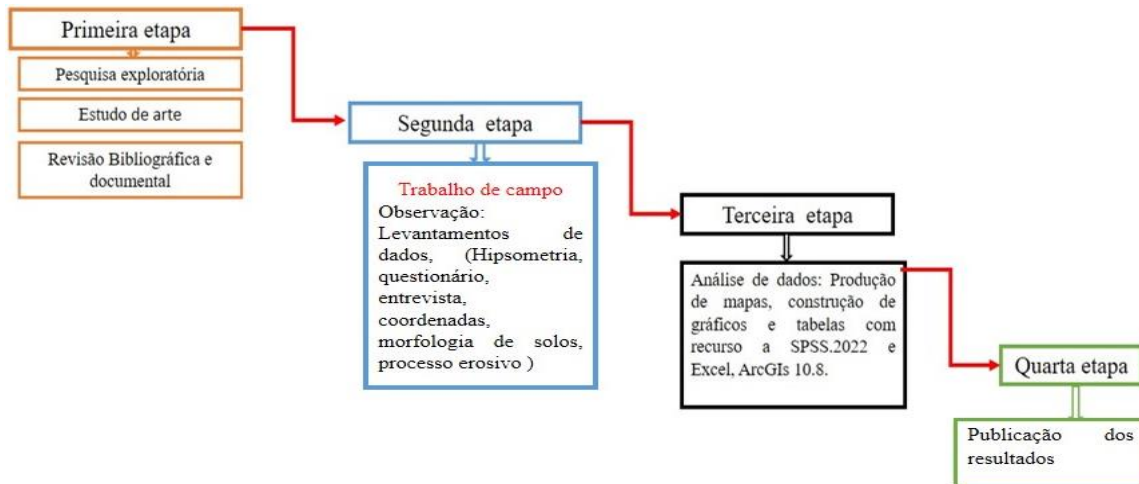 Primeira etapa
Pesquisa exploratória
Estudo de arte
Revisão Bibliográfica e
documental
Segunda etapa
Trabalho de campo
Observação:
Levantamentos de
dados, (Hipsometria,
questionário,
entrevista,
coordenadas,
morfologia de solos,
processo erosivo )
Terceira etapa
Análise de dados: Produção
de mapas, construção de
gráficos e tabelas com
recurso a SPSS.2022 e
Excel, ArcGIs 10.8.
Quarta etapa
Publicação dos
resultados